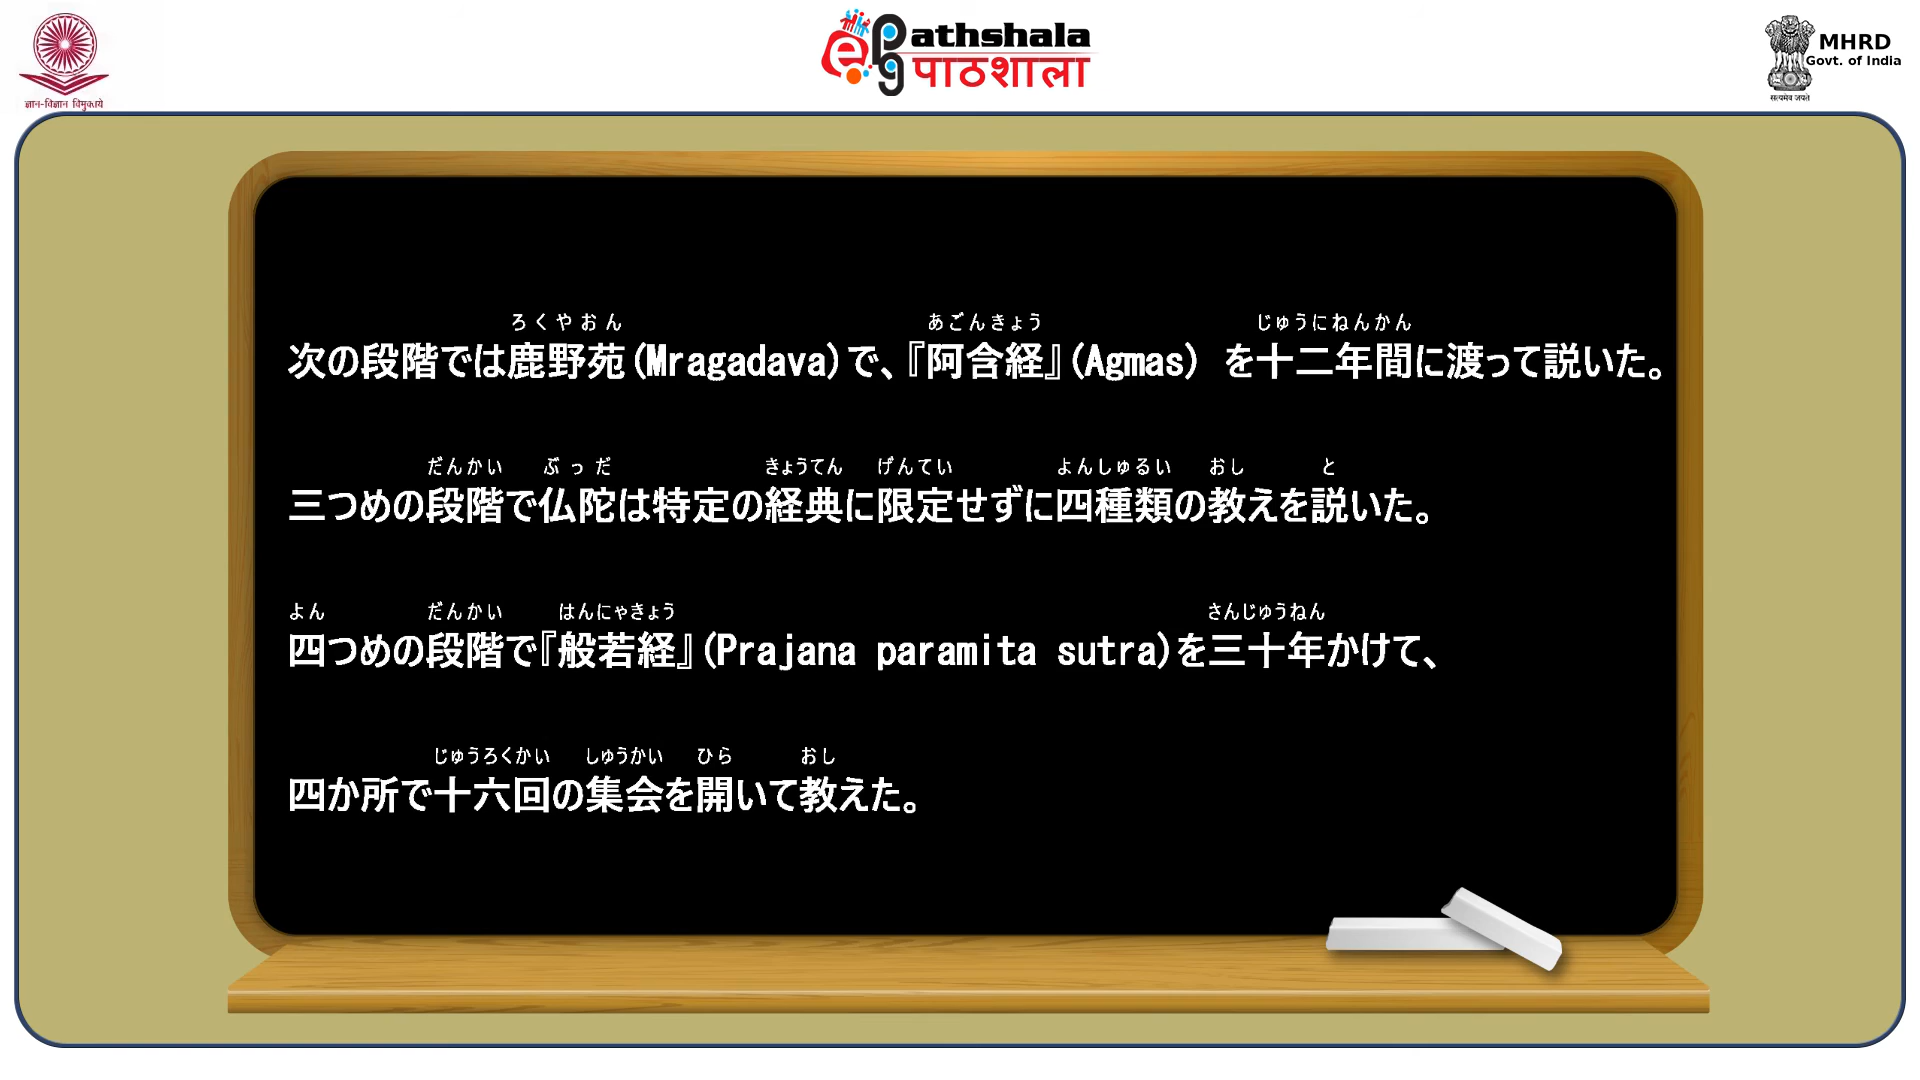 ज्ञान-विज्ञान विमुक्तये
ePathshala
पाठशाला
MHRD
Govt. of India
सत्यमेव जयते
ろくやおん あごんきょう じゅうにねんかん
次の段階では鹿野苑(Mragadava)で、『阿含経』(Agmas) を十二年間に渡って説いた。
だんかい ぶっだ きょうてん げんてい よんしゅるい おし と
三つめの段階で仏陀は特定の経典に限定せずに四種類の教えを説いた。
よん だんかい はんにゃきょう さんじゅうねん
四つめの段階で『般若経』(Prajana paramita sutra)を三十年かけて、
じゅうろくかい しゅうかい ひら おし
四か所で十六回の集会を開いて教えた。